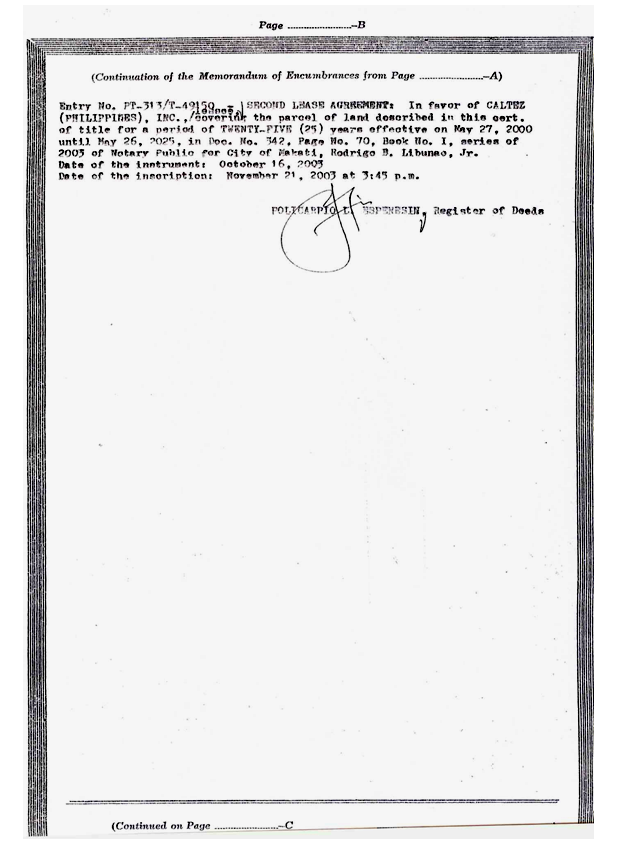 Page ......................-B
(Continuation of the Memorandum of Encumbrances from Page ......................-A)
Entry No. PT-313/T-49150 - SECOND LEASE AGREEMENT: In favor of CALTEZ
lessee,
(PHILIPPINES), INC.,/covering the parcel of land described in this cert.
of title for a period of TWENTY-FIVE (25) years effective on May 27, 2000
until May 26, 2025, in Doc. No. 342, Page No. 70, Book No. I, series of
2003 of Notary Public for City of Makati, Rodrigo B. Libunao, Jr.
Date of the instrument: October 16, 2003
Date of the inscription: November 21, 2003 at 3:45 p.m.
POLICARPIO L. ESPENESIN, Register of Deeds
(Continued on Page ......................-C